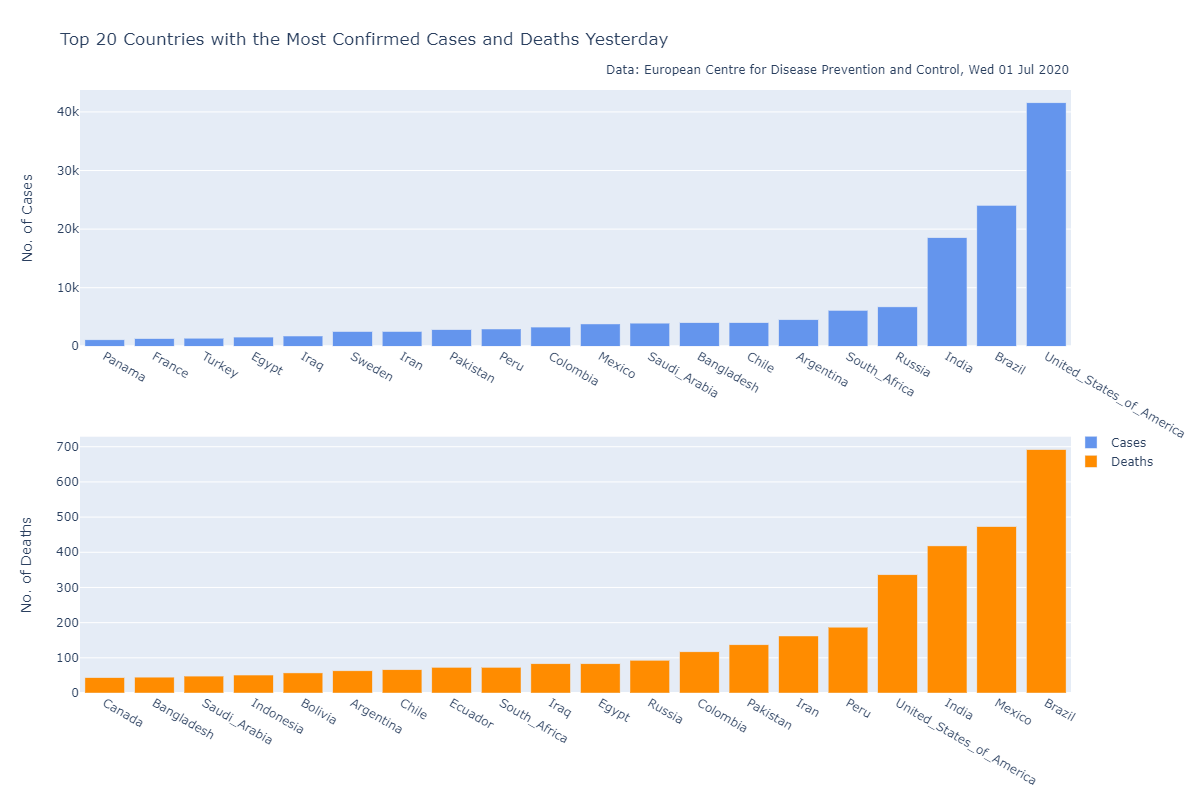 Top 20 Countries with the Most Confirmed Cases and Deaths Yesterday
Data: European Centre for Disease Prevention and Control, Wed 01 Jul 2020
No. of Cases
40k
30k
20k
10k
0
Panama
France
Turkey
Egypt
Iraq
Sweden
Iran
Pakistan
Peru
Colombia
Mexico
Saudi_Arabia
Bangladesh
Chile
Argentina
South_Africa
Russia
India
Brazil
United_States_of_America
Cases
Deaths
No. of Deaths
700
600
500
400
300
200
100
0
Canada
Bangladesh
Saudi_Arabia
Indonesia
Bolivia
Argentina
Chile
Ecuador
South_Africa
Iraq
Egypt
Russia
Colombia
Pakistan
Iran
Peru
United_States_of_America
India
Mexico
Brazil